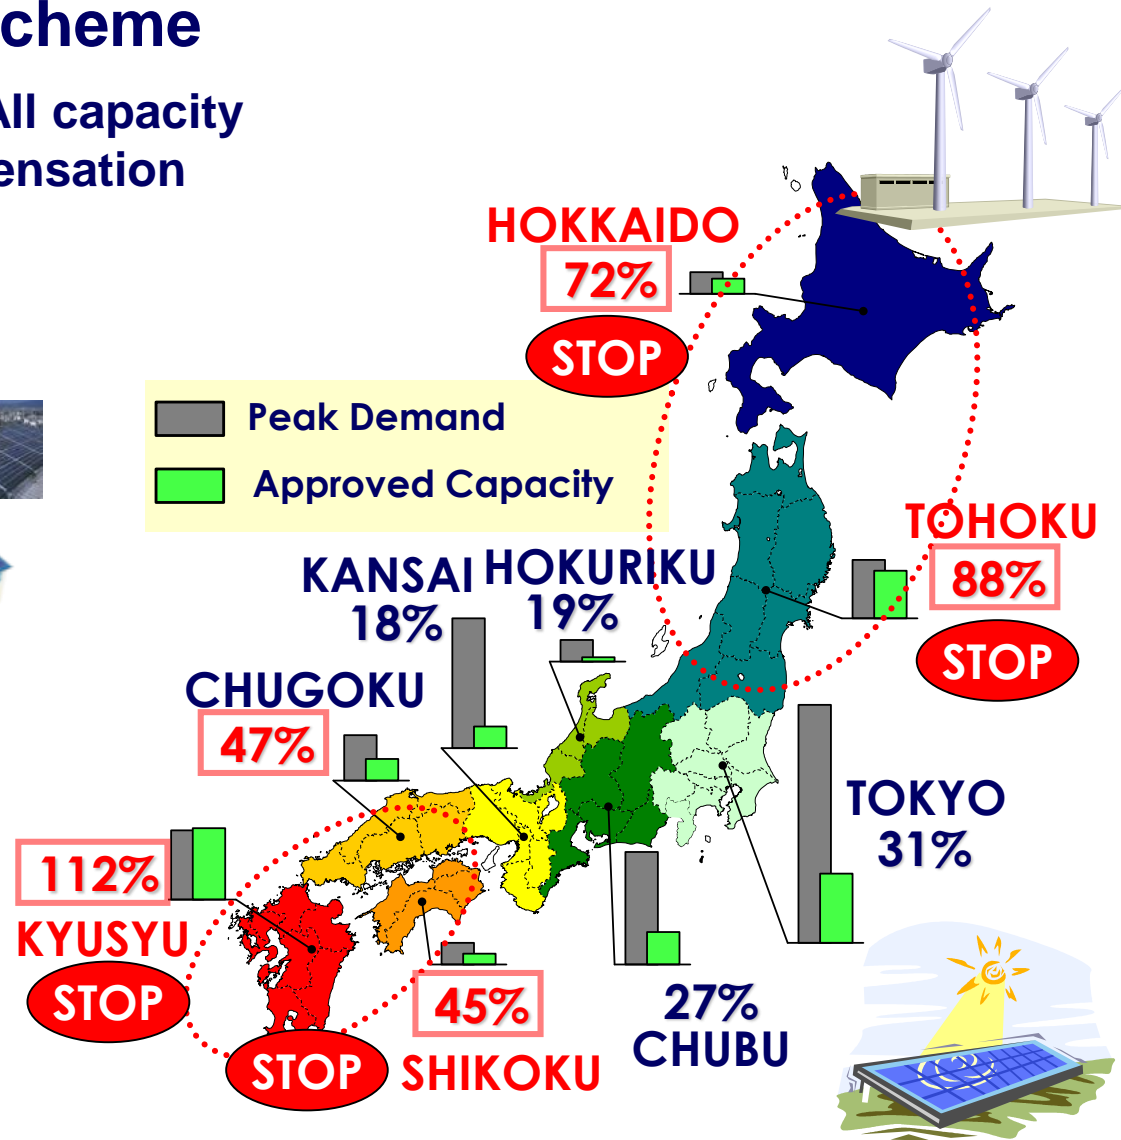 cheme
All capacity
ensation
HOKKAIDO
72%
STOP
Peak Demand
Approved Capacity
TOHOKU
88%
STOP
KANSAI
18%
HOKURIKU
19%
CHUGOKU
47%
TOKYO
31%
112%
KYUSYU
STOP
45%
SHIKOKU
STOP
27%
CHUBU